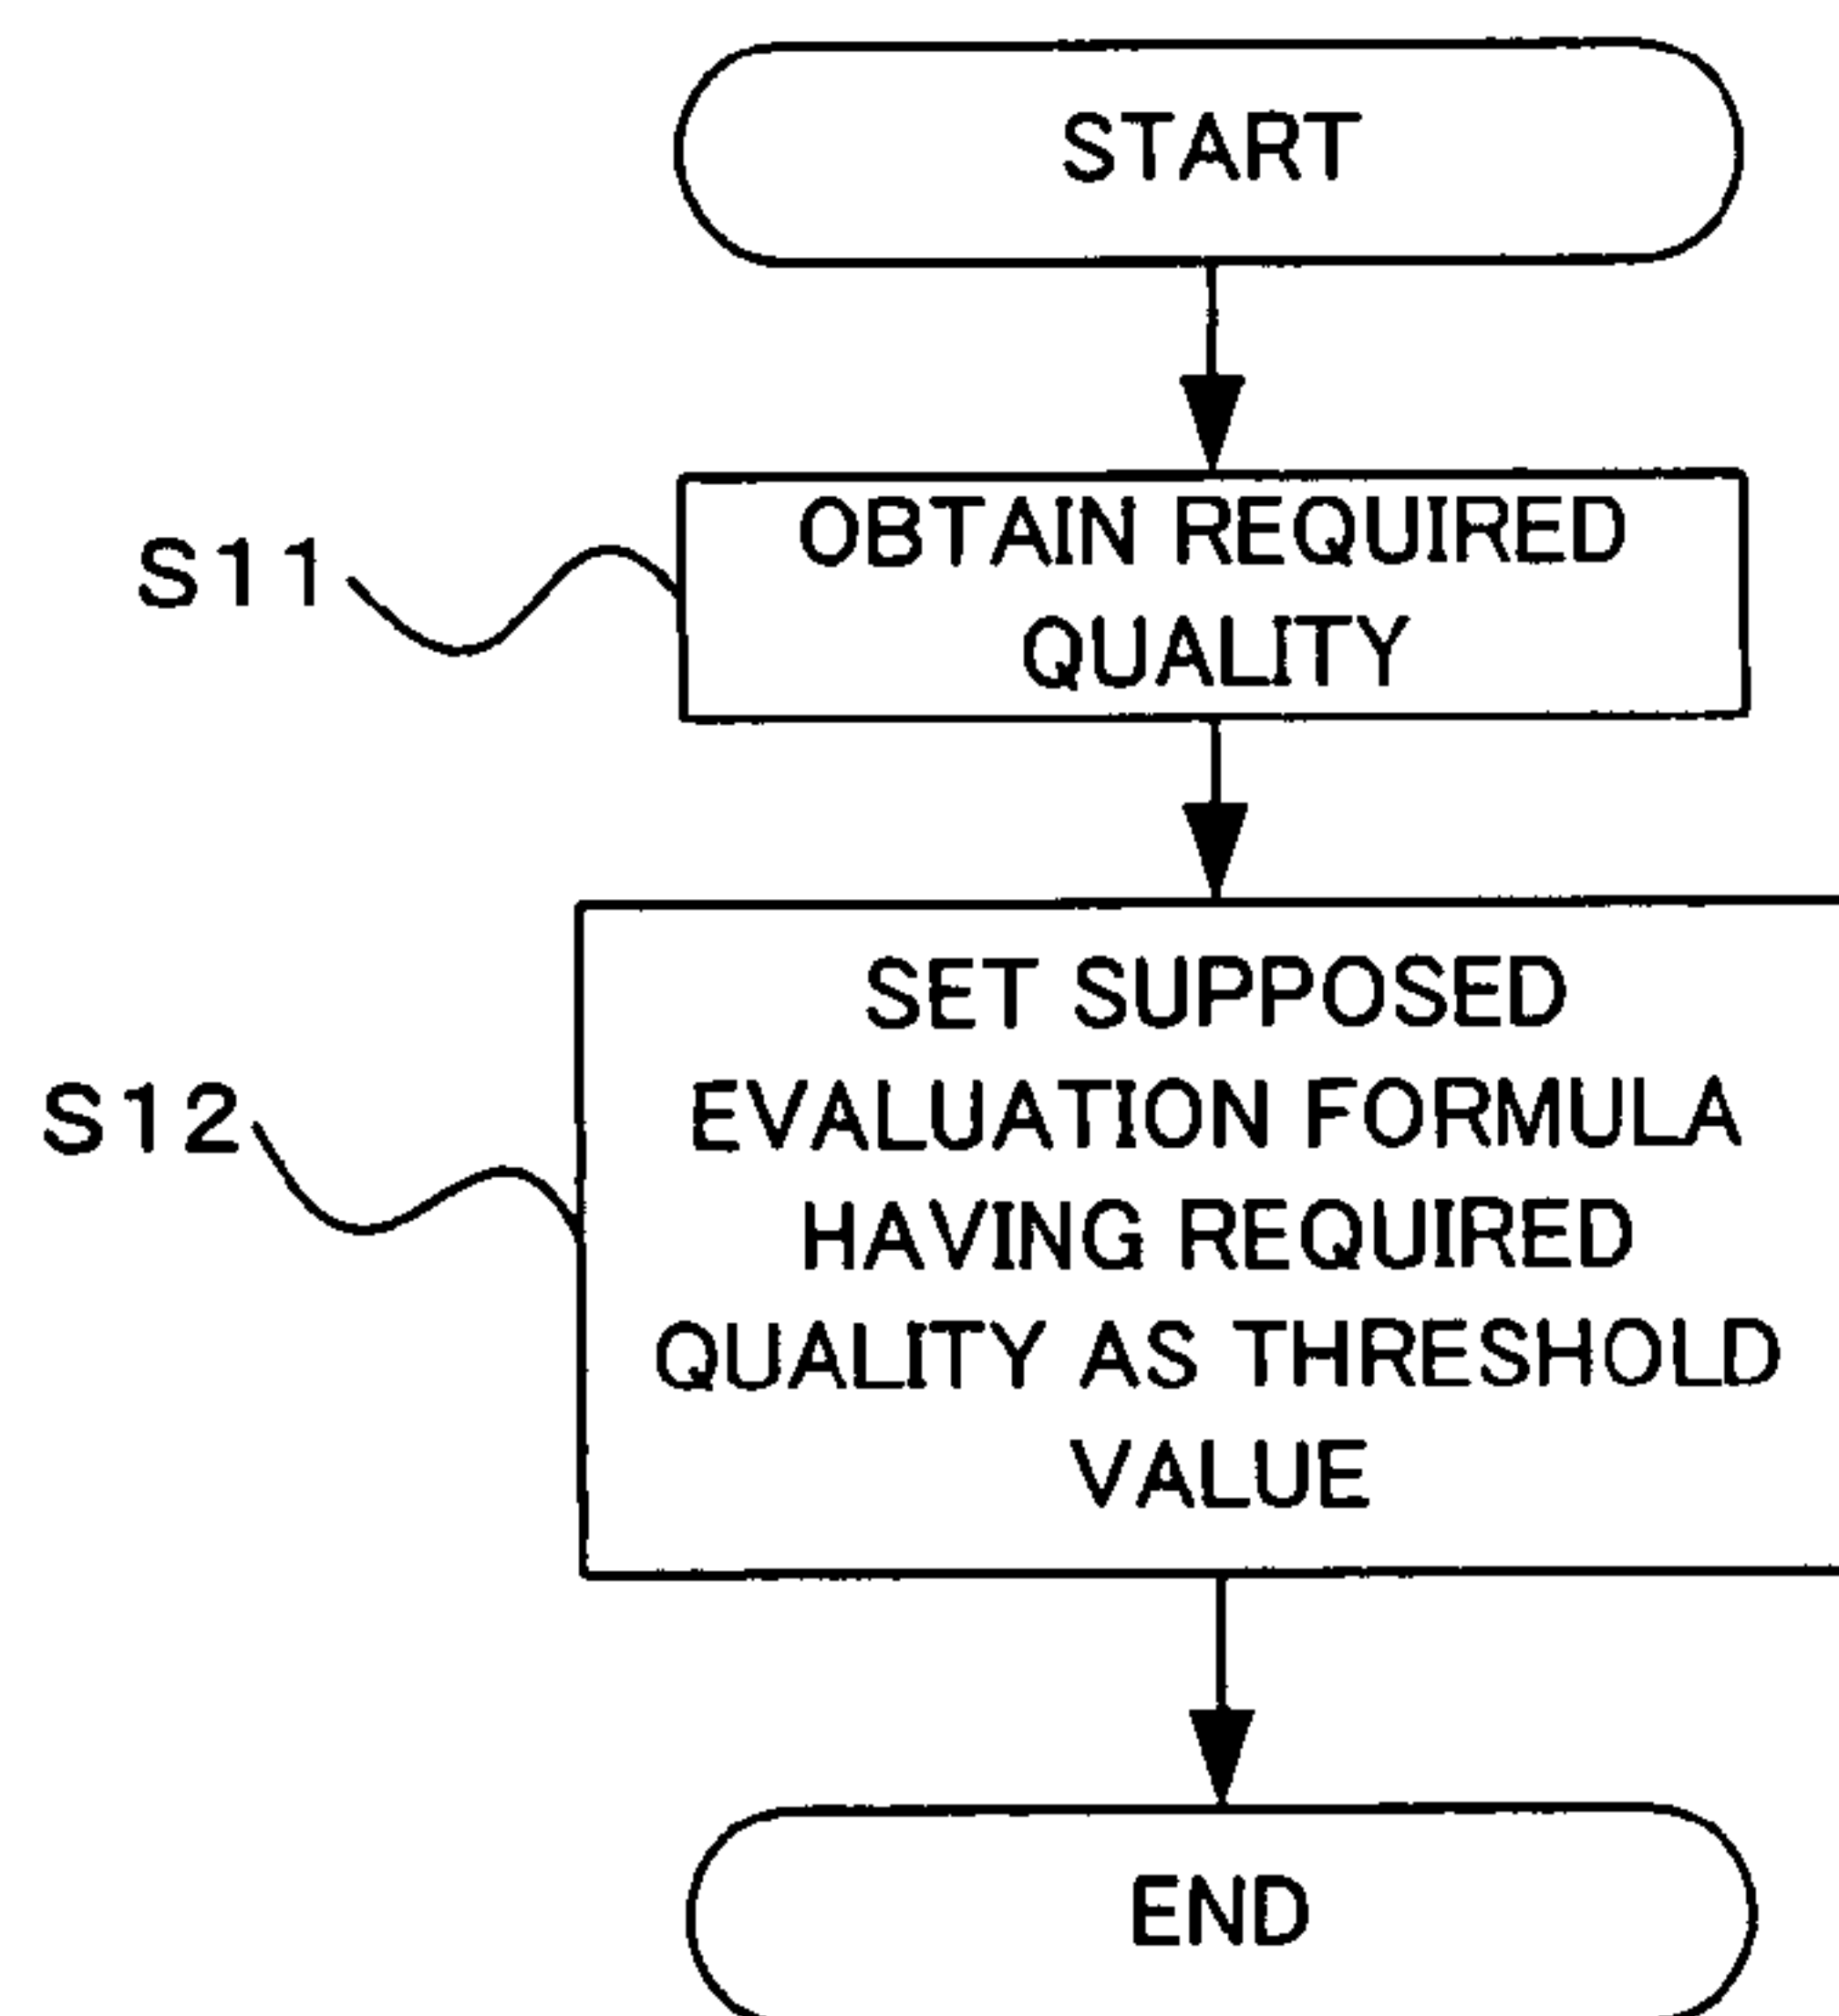 START
S11
OBTAIN REQUIRED
QUALITY
S12
SET SUPPOSED
EVALUATION FORMULA
HAVING REQUIRED
QUALITY AS THRESHOLD
VALUE
END